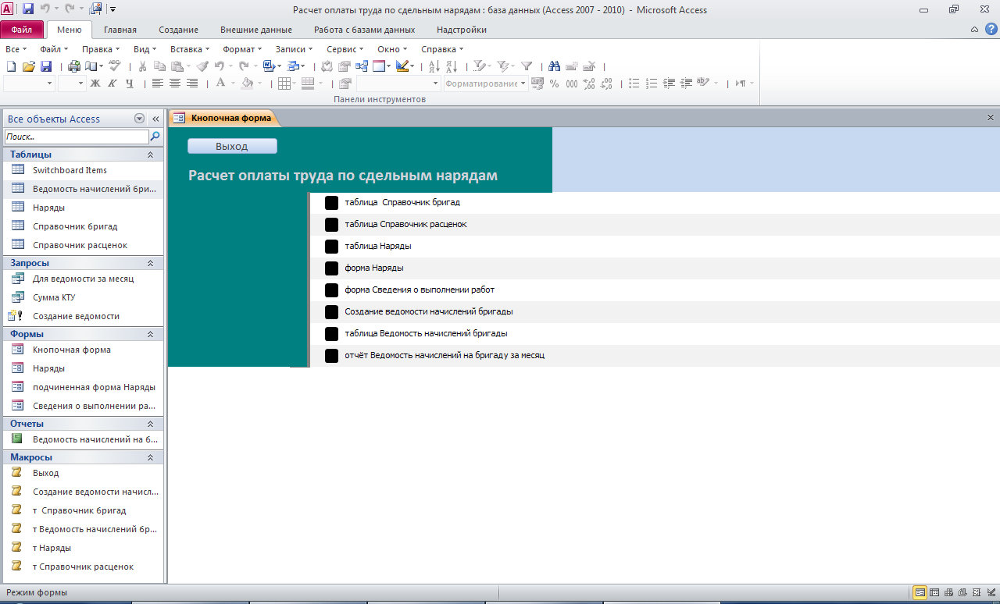 Расчет оплаты труда по сдельным нарядам : база данных (Access 2007 - 2010) - Microsoft Access
Файл Меню Главная Создание Внешние данные Работа с базами данных Надстройки
Все Файл Правка Вид Вставка Формат Записи Сервис Окно Справка
Ж К Ч Форматирование % 000
Панели инструментов
Все объекты Access
Поиск...
Таблицы
Switchboard Items
Ведомость начислений бри...
Наряды
Справочник бригад
Справочник расценок
Запросы
Для ведомости за месяц
Сумма КТУ
Создание ведомости
Формы
Кнопочная форма
Наряды
подчиненная форма Наряды
Сведения о выполнении ра...
Отчеты
Ведомость начислений на б...
Макросы
Выход
Создание ведомости начисл...
т Справочник бригад
т Ведомость начислений бр...
т Наряды
т Справочник расценок
Кнопочная форма
Выход
Расчет оплаты труда по сдельным нарядам
таблица Справочник бригад
таблица Справочник расценок
таблица Наряды
форма Наряды
форма Сведения о выполнении работ
Создание ведомости начислений бригады
таблица Ведомость начислений бригады
отчёт Ведомость начислений на бригаду за месяц
Режим формы